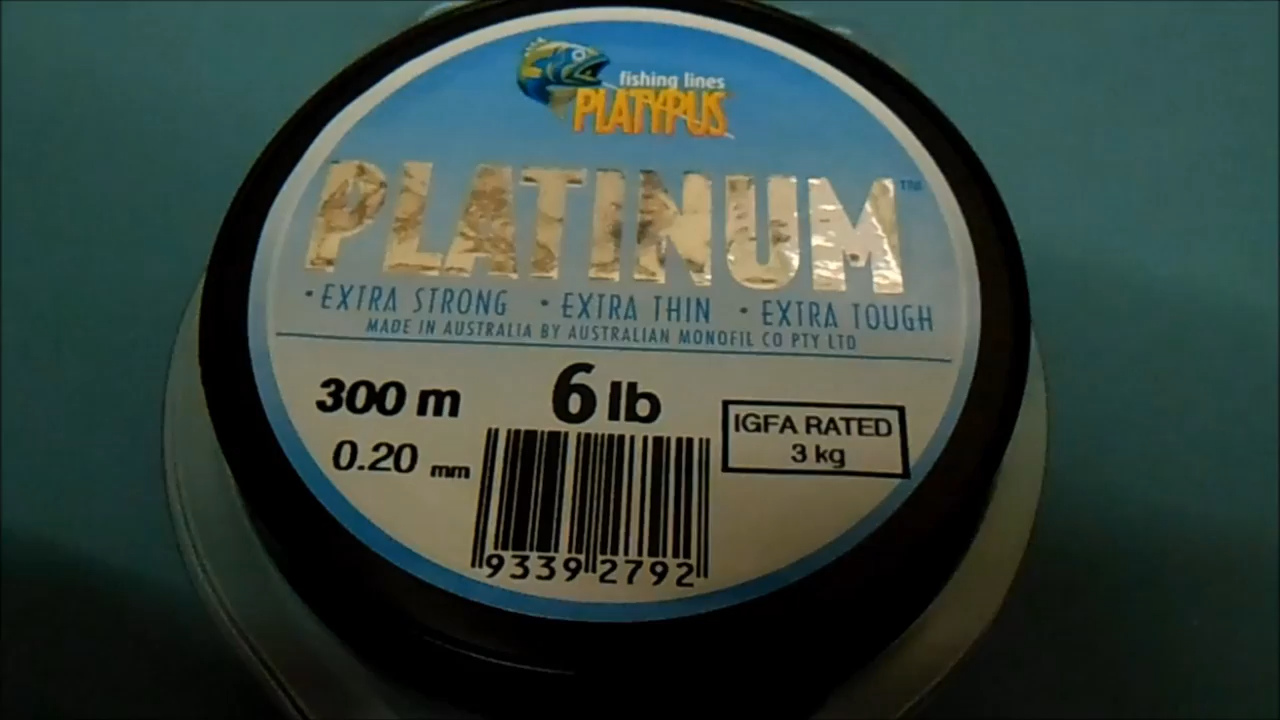 fishing lines
PLATYPUS
PLATINUM™
• EXTRA STRONG • EXTRA THIN • EXTRA TOUGH
MADE IN AUSTRALIA BY AUSTRALIAN MONOFIL CO PTY LTD
300 m 6 lb
0.20 mm
IGFA RATED
3 kg
9339 2792